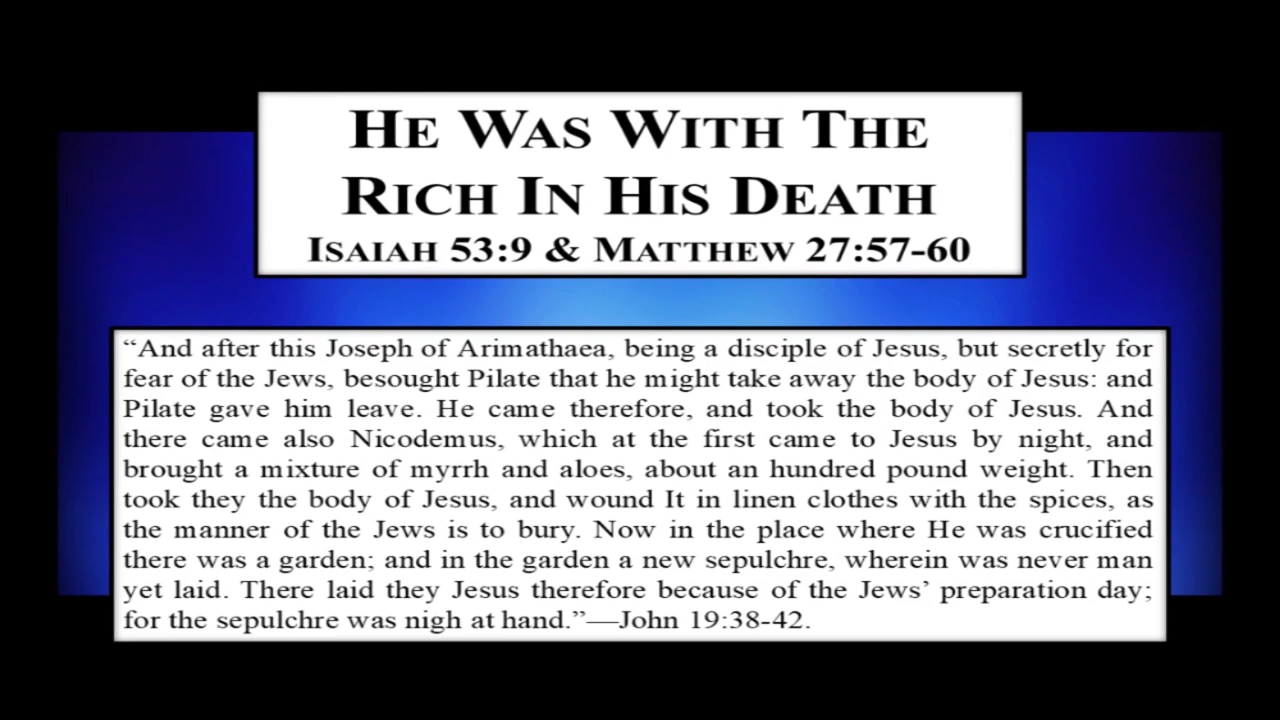 HE WAS WITH THE
RICH IN HIS DEATH
ISAIAH 53:9 & MATTHEW 27:57-60
“And after this Joseph of Arimathaea, being a disciple of Jesus, but secretly for
fear of the Jews, besought Pilate that he might take away the body of Jesus: and
Pilate gave him leave. He came therefore, and took the body of Jesus. And
there came also Nicodemus, which at the first came to Jesus by night, and
brought a mixture of myrrh and aloes, about an hundred pound weight. Then
took they the body of Jesus, and wound It in linen clothes with the spices, as
the manner of the Jews is to bury. Now in the place where He was crucified
there was a garden; and in the garden a new sepulchre, wherein was never man
yet laid. There laid they Jesus therefore because of the Jews’ preparation day;
for the sepulchre was nigh at hand.”—John 19:38-42.